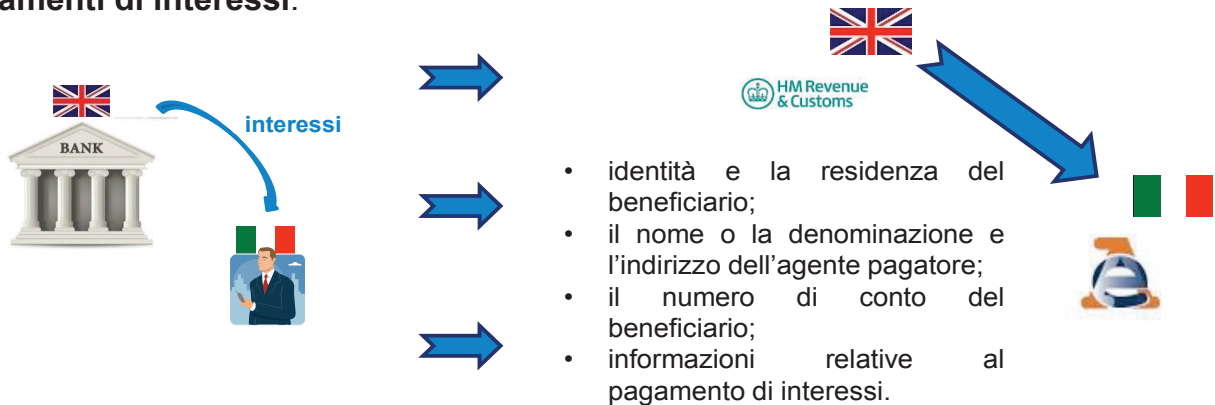 amenti di interessi.
HM Revenue
& Customs
interessi
BANK
• identità e la residenza del
beneficiario;
• il nome o la denominazione e
l'indirizzo dell'agente pagatore;
• il numero di conto del
beneficiario;
• informazioni relative al
pagamento di interessi.